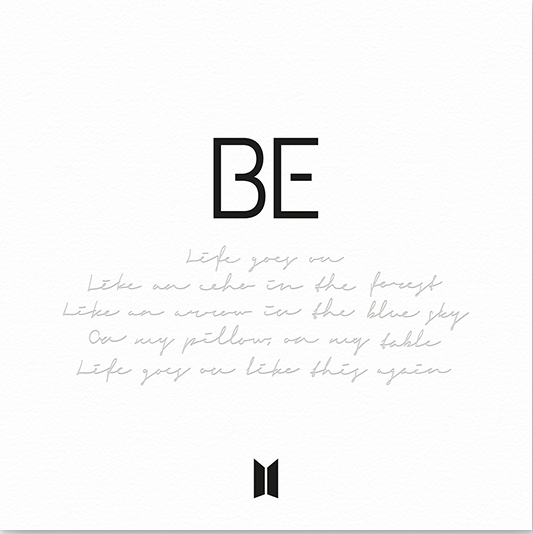 BE
Life goes on
Like an echo in the forest
Like an arrow in the blue sky
On my pillow, on my table
Life goes on like this again